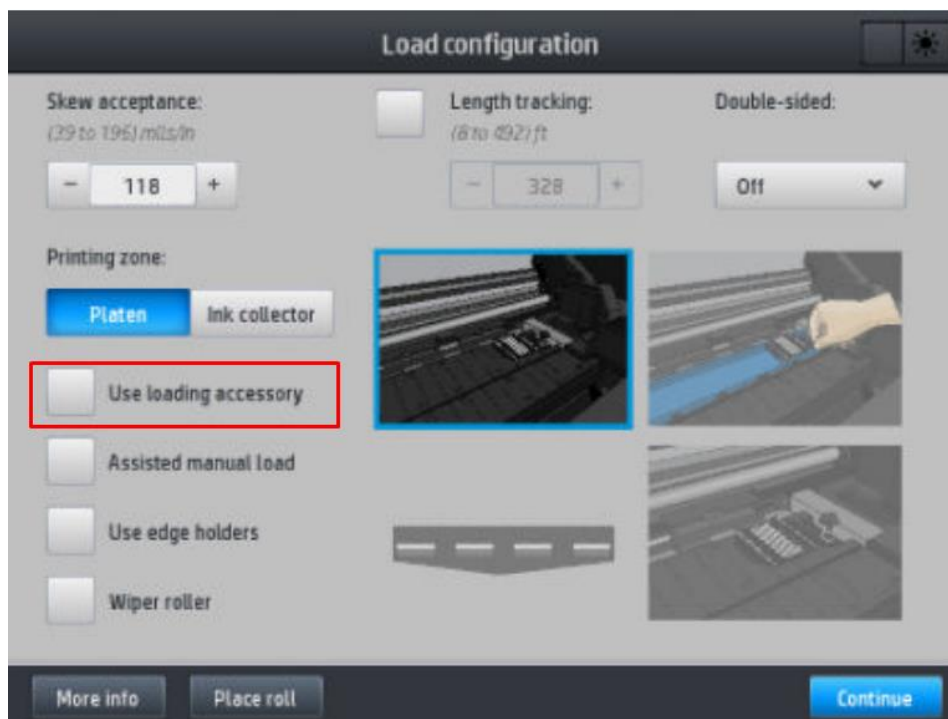 Load configuration
Skew acceptance:
(39 to 196) mils/in
Length tracking:
(8 to 492) ft
Double-sided:
− 118 +
− 328 +
Off
Printing zone:
Platen
Ink collector
Use loading accessory
Assisted manual load
Use edge holders
Wiper roller
More info
Place roll
Continue